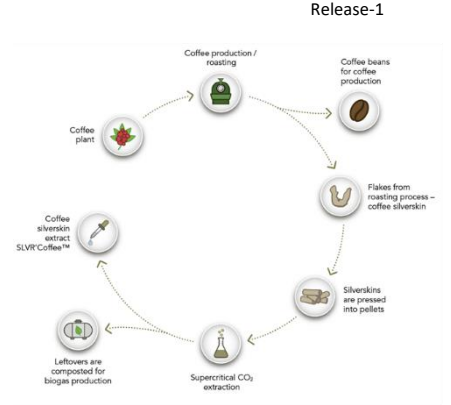 Release-1
Coffee production /
roasting
Coffee beans
for coffee
production
Coffee
plant
Flakes from
roasting process –
coffee silverskin
Coffee
silverskin
extract
SLVR'Coffee™
Silverskins
are pressed
into pellets
Leftovers are
composted for
biogas production
Supercritical CO₂
extraction